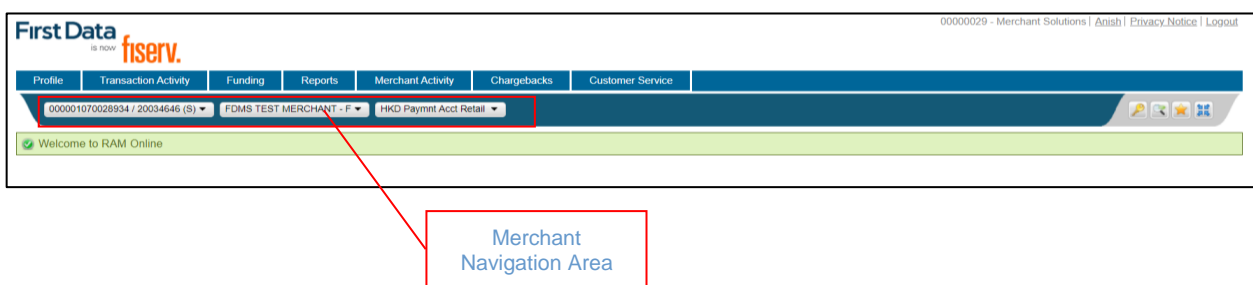 First Data
is now fiserv.
00000029 - Merchant Solutions | Anish | Privacy Notice | Logout
Profile Transaction Activity Funding Reports Merchant Activity Chargebacks Customer Service
000001070028934 / 20034646 (S) FDMS TEST MERCHANT - F HKD Paymnt Acct Retail
Welcome to RAM Online
Merchant
Navigation Area